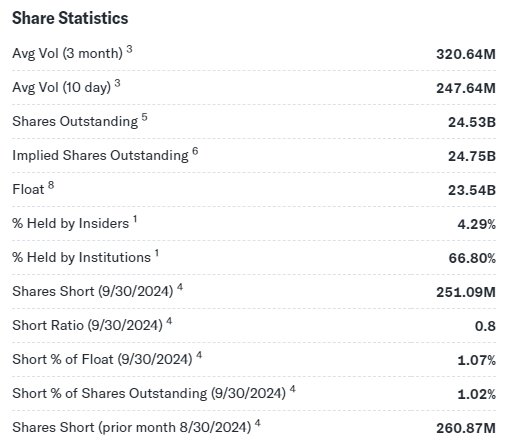 Share Statistics
Avg Vol (3 month) 3 320.64M
Avg Vol (10 day) 3 247.64M
Shares Outstanding 5 24.53B
Implied Shares Outstanding 6 24.75B
Float 8 23.54B
% Held by Insiders 1 4.29%
% Held by Institutions 1 66.80%
Shares Short (9/30/2024) 4 251.09M
Short Ratio (9/30/2024) 4 0.8
Short % of Float (9/30/2024) 4 1.07%
Short % of Shares Outstanding (9/30/2024) 4 1.02%
Shares Short (prior month 8/30/2024) 4 260.87M